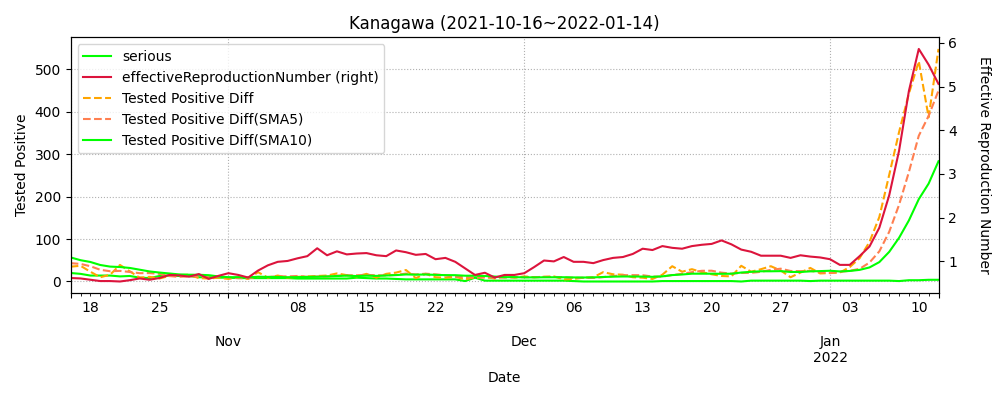 Kanagawa (2021-10-16~2022-01-14)
serious
effectiveReproductionNumber (right)
Tested Positive Diff
Tested Positive Diff(SMA5)
Tested Positive Diff(SMA10)
Tested Positive
500
400
300
200
100
0
6
5
4
3
2
1
Effective Reproduction Number
18 25 08 15 22 29 06 13 20 27 03 10
Nov Dec Jan
2022
Date